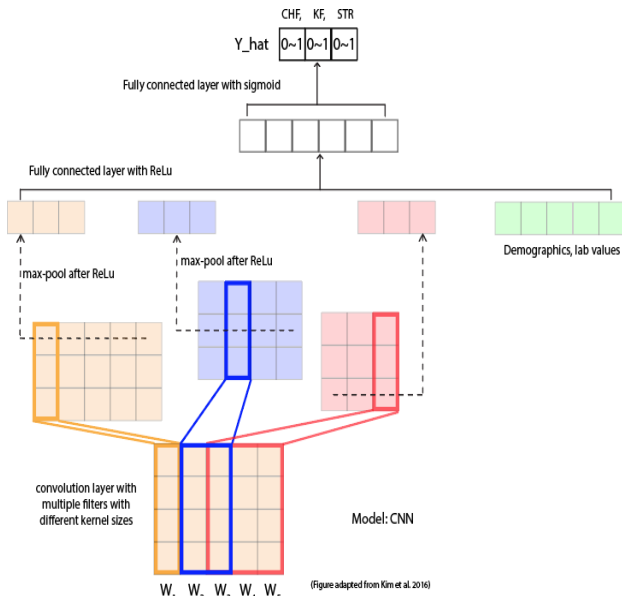 CHF, KF, STR
Y_hat 0~1 0~1 0~1
Fully connected layer with sigmoid
Fully connected layer with ReLu
Demographics, lab values
max-pool after ReLu
max-pool after ReLu
convolution layer with
multiple filters with
different kernel sizes
Model: CNN
(Figure adapted from Kim et al. 2016)
W W W W W